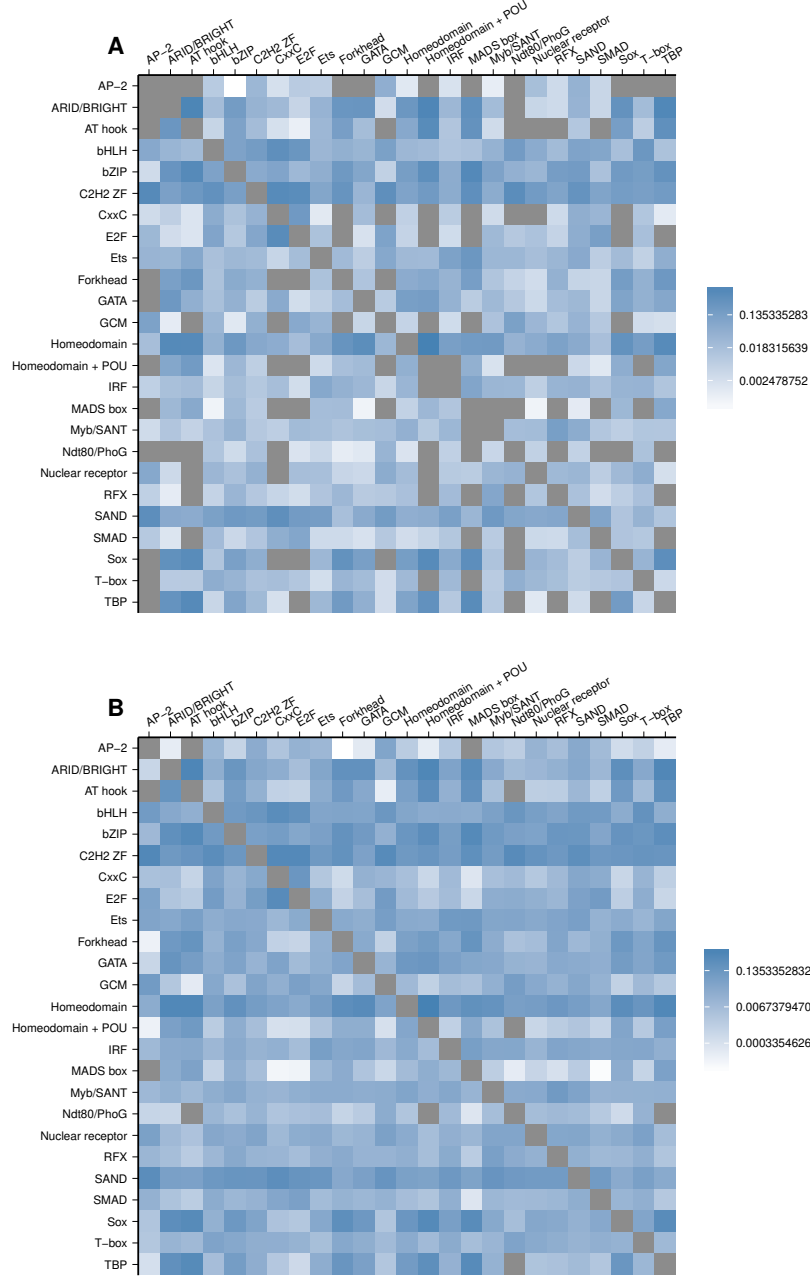 A
AP−2
ARID/BRIGHT
AT hook
bHLH
bZIP
C2H2 ZF
CxxC
E2F
Ets
Forkhead
GATA
GCM
Homeodomain
Homeodomain + POU
IRF
MADS box
Myb/SANT
Ndt80/PhoG
Nuclear receptor
RFX
SAND
SMAD
Sox
T−box
TBP
AP−2
ARID/BRIGHT
AT hook
bHLH
bZIP
C2H2 ZF
CxxC
E2F
Ets
Forkhead
GATA
GCM
Homeodomain
Homeodomain + POU
IRF
MADS box
Myb/SANT
Ndt80/PhoG
Nuclear receptor
RFX
SAND
SMAD
Sox
T−box
TBP
0.135335283
0.018315639
0.002478752
B
AP−2
ARID/BRIGHT
AT hook
bHLH
bZIP
C2H2 ZF
CxxC
E2F
Ets
Forkhead
GATA
GCM
Homeodomain
Homeodomain + POU
IRF
MADS box
Myb/SANT
Ndt80/PhoG
Nuclear receptor
RFX
SAND
SMAD
Sox
T−box
TBP
AP−2
ARID/BRIGHT
AT hook
bHLH
bZIP
C2H2 ZF
CxxC
E2F
Ets
Forkhead
GATA
GCM
Homeodomain
Homeodomain + POU
IRF
MADS box
Myb/SANT
Ndt80/PhoG
Nuclear receptor
RFX
SAND
SMAD
Sox
T−box
TBP
0.1353352832
0.0067379470
0.0003354626